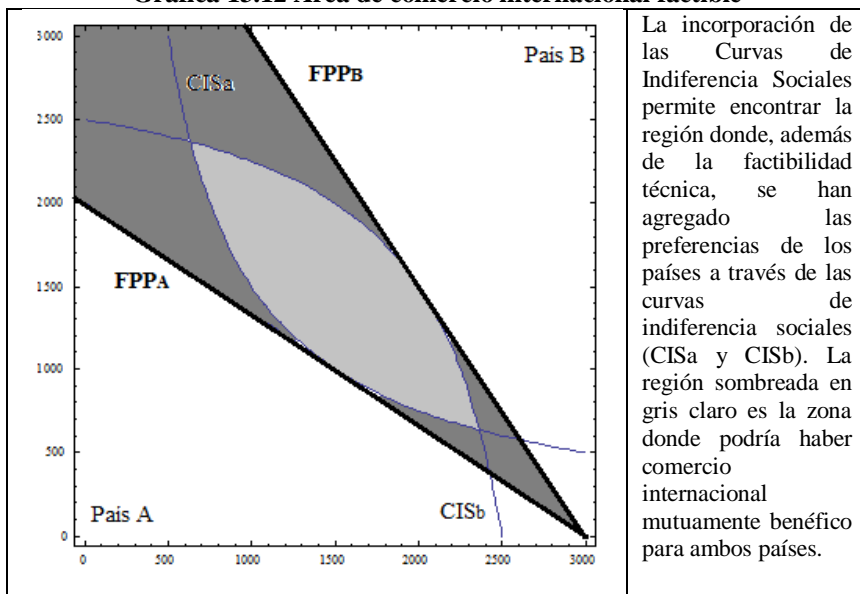 Gráfica 15.12 Área de comercio internacional factible
3000
2500
2000
1500
1000
500
0
0
500
1000
1500
2000
2500
3000
País B
FPPB
CISa
FPPA
País A
CISb
La incorporación de
las Curvas de
Indiferencia Sociales
permite encontrar la
región donde, además
de la factibilidad
técnica, se han
agregado las
preferencias de los
países a través de las
curvas de
indiferencia sociales
(CISa y CISb). La
región sombreada en
gris claro es la zona
donde podría haber
comercio
internacional
mutuamente benéfico
para ambos países.